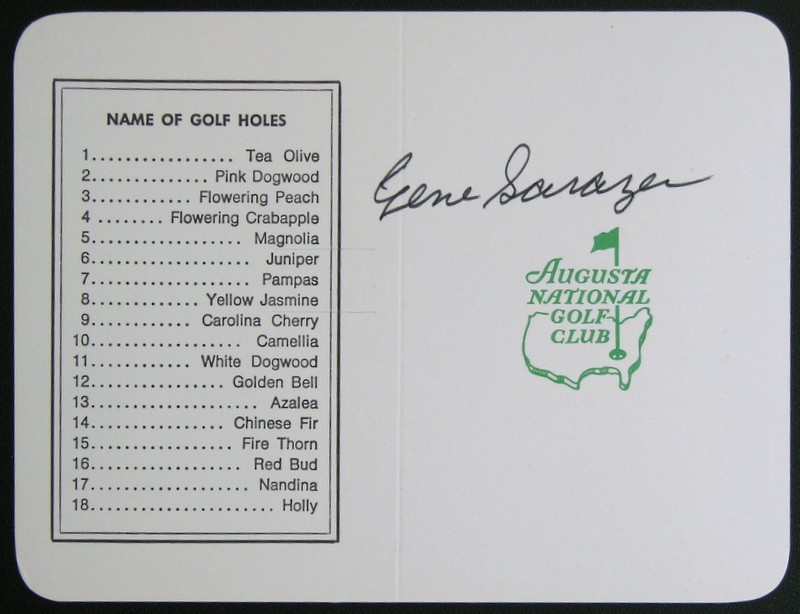 NAME OF GOLF HOLES
1................. Tea Olive
2.............. Pink Dogwood
3............ Flowering Peach
4 ........ Flowering Crabapple
5.................. Magnolia
6................... Juniper
7................... Pampas
8............. Yellow Jasmine
9............ Carolina Cherry
10................... Camellia
11............ White Dogwood
12................ Golden Bell
13.................... Azalea
14................ Chinese Fir
15................. Fire Thorn
16.................. Red Bud
17................... Nandina
18...................... Holly
Gene Sarazen
AUGUSTA
NATIONAL
GOLF
CLUB